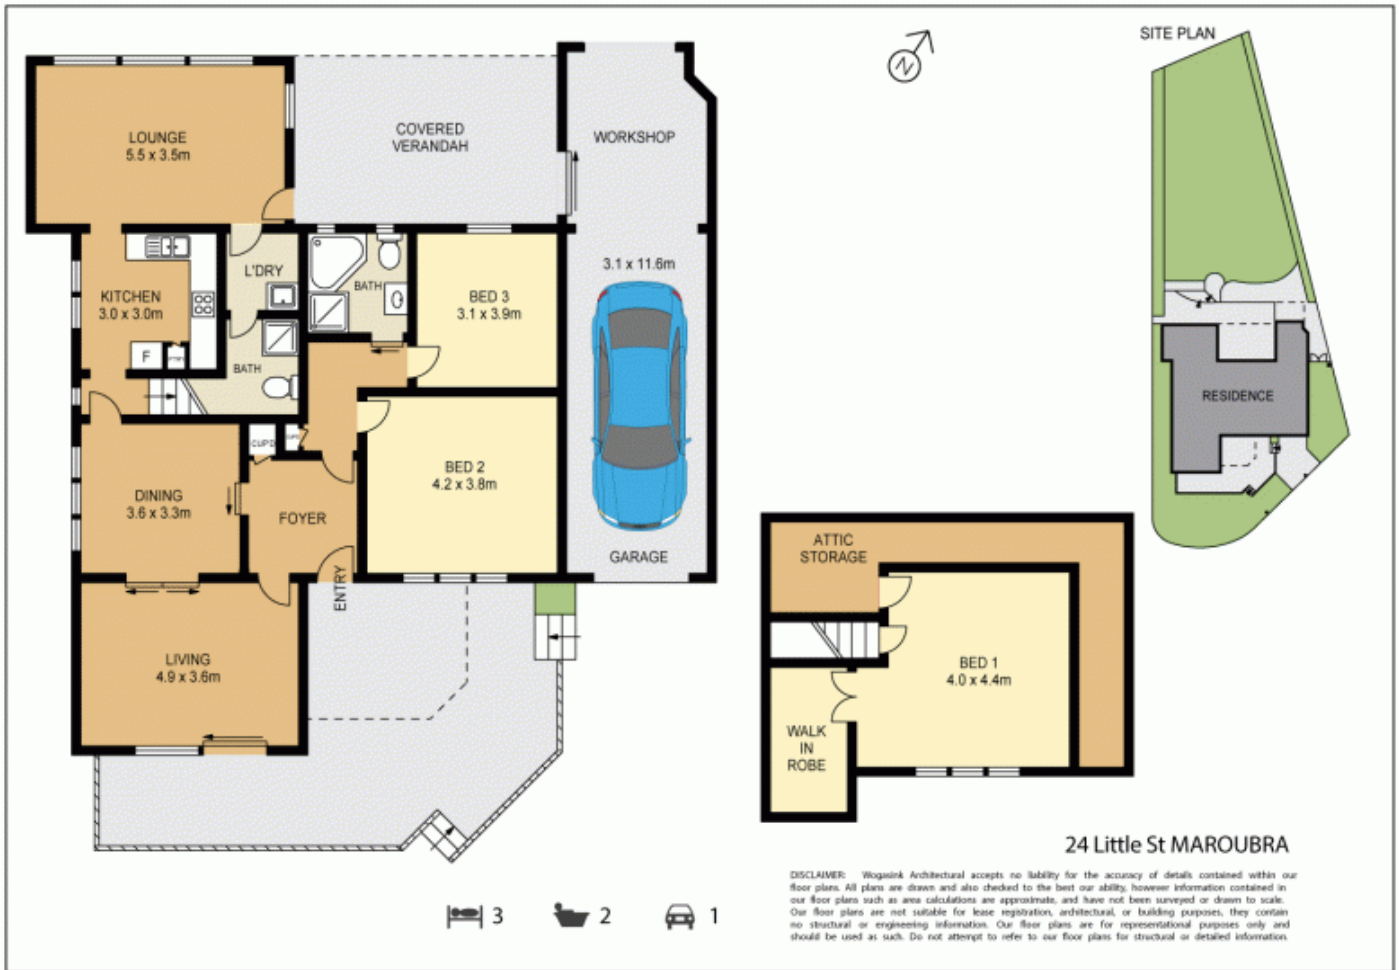 SITE PLAN
N
LOUNGE
5.5 x 3.5m
COVERED
VERANDAH
WORKSHOP
3.1 x 11.6m
L'DRY
BATH
KITCHEN
3.0 x 3.0m
BED 3
3.1 x 3.9m
F
BATH
RESIDENCE
CUP'D
BED 2
4.2 x 3.8m
DINING
3.6 x 3.3m
FOYER
GARAGE
ENTRY
ATTIC
STORAGE
LIVING
4.9 x 3.6m
BED 1
4.0 x 4.4m
WALK
IN
ROBE
24 Little St MAROUBRA
DISCLAIMER: Wogasink Architectural accepts no liability for the accuracy of details contained within our
floor plans. All plans are drawn and also checked to the best our ability, however information contained in
our floor plans such as area calculations are approximate, and have not been surveyed or drawn to scale.
Our floor plans are not suitable for lease registration, architectural, or building purposes, they contain
no structural or engineering information. Our floor plans are for representational purposes only and
should be used as such. Do not attempt to refer to our floor plans for structural or detailed information.
3
2
1